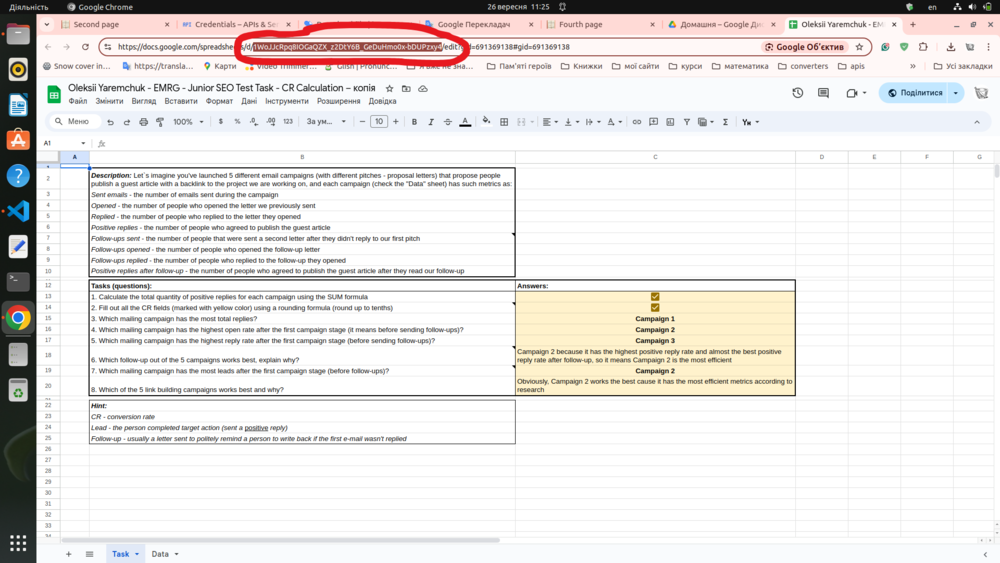 Діяльність
Google Chrome
26 вересня 11:25
en
Second page
Credentials – APIs & Se
Google Перекладач
Fourth page
Домашня – Google Ди
Oleksii Yaremchuk - EM
https://docs.google.com/spreadshe
/edit?
id=691369138#gid=691369138
Google Об'єктив
Snow cover in…
https://transla…
Карти
Video Trimmer…
Пам'яті героїв
Книжки
мої сайти
курси
математика
converters
apis
Усі закладки
Oleksii Yaremchuk - EMRG - Junior SEO Test Task - CR Calculation – копія
Файл Змінити Вигляд Вставити Формат Дані Інструменти Розширення Довідка
Поділитися
Меню
100%
$ % .0 .00 123
За ум…
10
B I A
A1
fx
A B C D E F G
1
2 Description: Let`s imagine you've launched 5 different email campaigns (with different pitches - proposal letters) that propose
people publish a guest article with a backlink to the project we are working on, and each campaign (check the "Data" sheet) has such metrics as:
3 Sent emails - the number of emails sent during the campaign
4 Opened - the number of people who opened the letter we previously sent
5 Replied - the number of people who replied to the letter they opened
6 Positive replies - the number of people who agreed to publish the guest article
7 Follow-ups sent - the number of people that were sent a second letter after they didn't reply to our first pitch
8 Follow-ups opened - the number of people who opened the follow-up letter
9 Follow-ups replied - the number of people who replied to the follow-up they opened
10 Positive replies after follow-up - the number of people who agreed to publish the guest article after they read our follow-up
12 Tasks (questions): Answers:
13 1. Calculate the total quantity of positive replies for each campaign using the SUM formula
14 2. Fill out all the CR fields (marked with yellow color) using a rounding formula (round up to tenths)
15 3. Which mailing campaign has the most total replies? Campaign 1
16 4. Which mailing campaign has the highest open rate after the first campaign stage (it means before sending follow-ups)? Campaign 2
17 5. Which mailing campaign has the highest reply rate after the first campaign stage (before sending follow-ups)? Campaign 3
18 6. Which follow-up out of the 5 campaigns works best, explain why? Campaign 2 because it has the highest positive reply rate and almost the best positive
reply rate after follow-up, so it means Campaign 2 is the most efficient
19 7. Which mailing campaign has the most leads after the first campaign stage (before follow-ups)? Campaign 2
20 8. Which of the 5 link building campaigns works best and why? Obviously, Campaign 2 works the best cause it has the most efficient metrics according to
research
22 Hint:
23 CR - conversion rate
24 Lead - the person completed target action (sent a positive reply)
25 Follow-up - usually a letter sent to politely remind a person to write back if the first e-mail wasn't replied
26
27
28
29
30
31
32
33
34
Task
Data